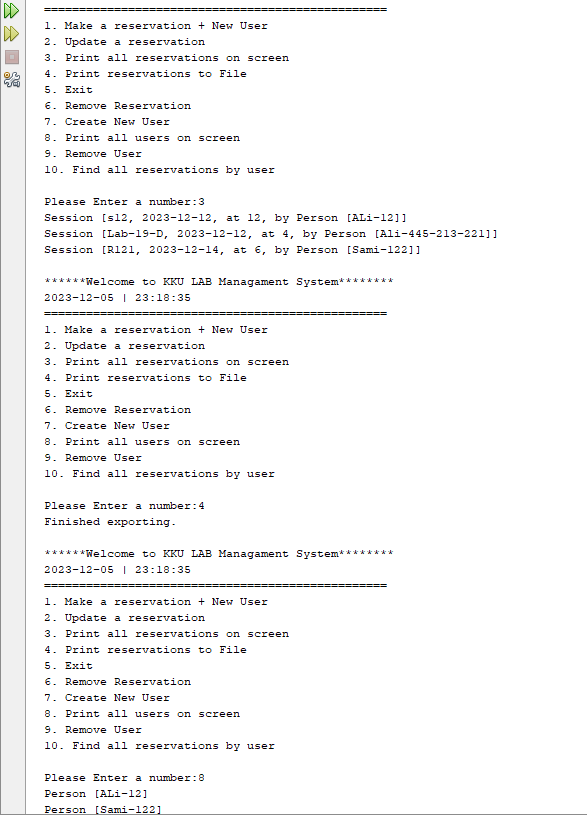 =================================================
1. Make a reservation + New User
2. Update a reservation
3. Print all reservations on screen
4. Print reservations to File
5. Exit
6. Remove Reservation
7. Create New User
8. Print all users on screen
9. Remove User
10. Find all reservations by user
Please Enter a number:3
Session [s12, 2023-12-12, at 12, by Person [ALi-12]]
Session [Lab-19-D, 2023-12-12, at 4, by Person [Ali-445-213-221]]
Session [R121, 2023-12-14, at 6, by Person [Sami-122]]
******Welcome to KKU LAB Managament System********
2023-12-05 | 23:18:35
=================================================
1. Make a reservation + New User
2. Update a reservation
3. Print all reservations on screen
4. Print reservations to File
5. Exit
6. Remove Reservation
7. Create New User
8. Print all users on screen
9. Remove User
10. Find all reservations by user
Please Enter a number:4
Finished exporting.
******Welcome to KKU LAB Managament System********
2023-12-05 | 23:18:35
=================================================
1. Make a reservation + New User
2. Update a reservation
3. Print all reservations on screen
4. Print reservations to File
5. Exit
6. Remove Reservation
7. Create New User
8. Print all users on screen
9. Remove User
10. Find all reservations by user
Please Enter a number:8
Person [ALi-12]
Person [Sami-122]